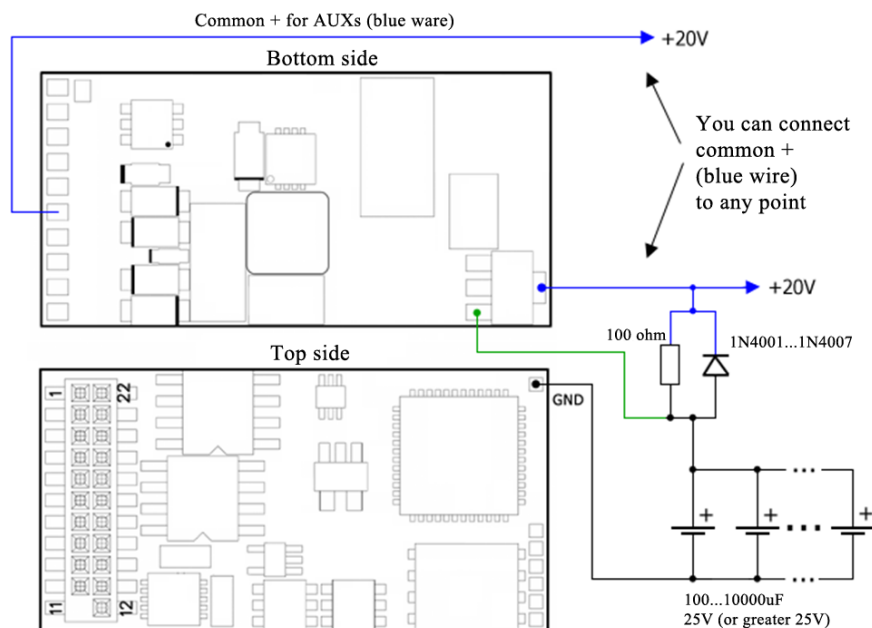 Common + for AUXs (blue ware)
+20V
Bottom side
You can connect
common +
(blue wire)
to any point
+20V
100 ohm
1N4001...1N4007
Top side
1
22
GND
+
+
...
+
...
...
11
12
100...10000uF
25V (or greater 25V)